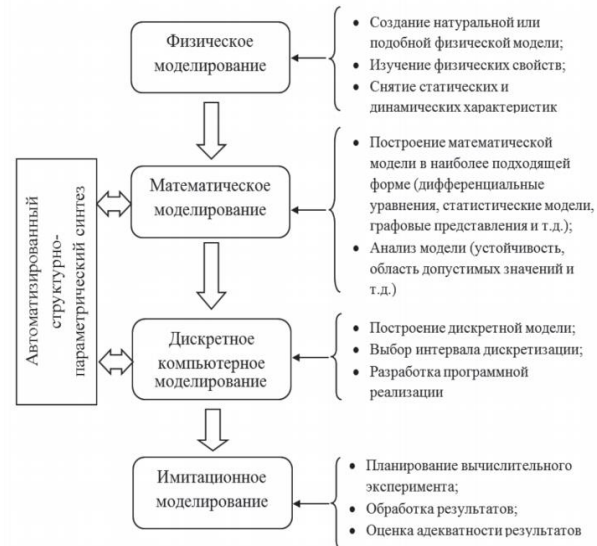 Физическое
моделирование
• Создание натуральной или
подобной физической модели;
• Изучение физических свойств;
• Снятие статических и
динамических характеристик
Автоматизированный
структурно-
параметрический синтез
Математическое
моделирование
• Построение математической
модели в наиболее подходящей
форме (дифференциальные
уравнения, статистические модели,
графовые представления и т.д.);
• Анализ модели (устойчивость,
область допустимых значений и
т.д.)
Дискретное
компьютерное
моделирование
• Построение дискретной модели;
• Выбор интервала дискретизации;
• Разработка программной
реализации
Имитационное
моделирование
• Планирование вычислительного
эксперимента;
• Обработка результатов;
• Оценка адекватности результатов